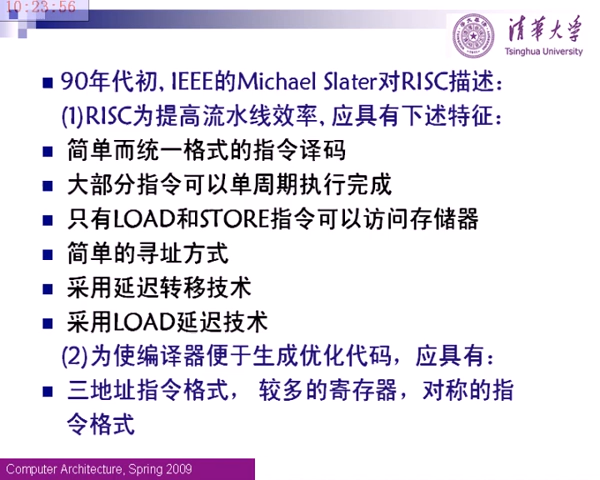 10:23:56
清華大学
Tsinghua University
90年代初, IEEE的Michael Slater对RISC描述:
(1)RISC为提高流水线效率, 应具有下述特征:
简单而统一格式的指令译码
大部分指令可以单周期执行完成
只有LOAD和STORE指令可以访问存储器
简单的寻址方式
采用延迟转移技术
采用LOAD延迟技术
(2)为使编译器便于生成优化代码，应具有:
三地址指令格式， 较多的寄存器，对称的指
令格式
Computer Architecture, Spring 2009